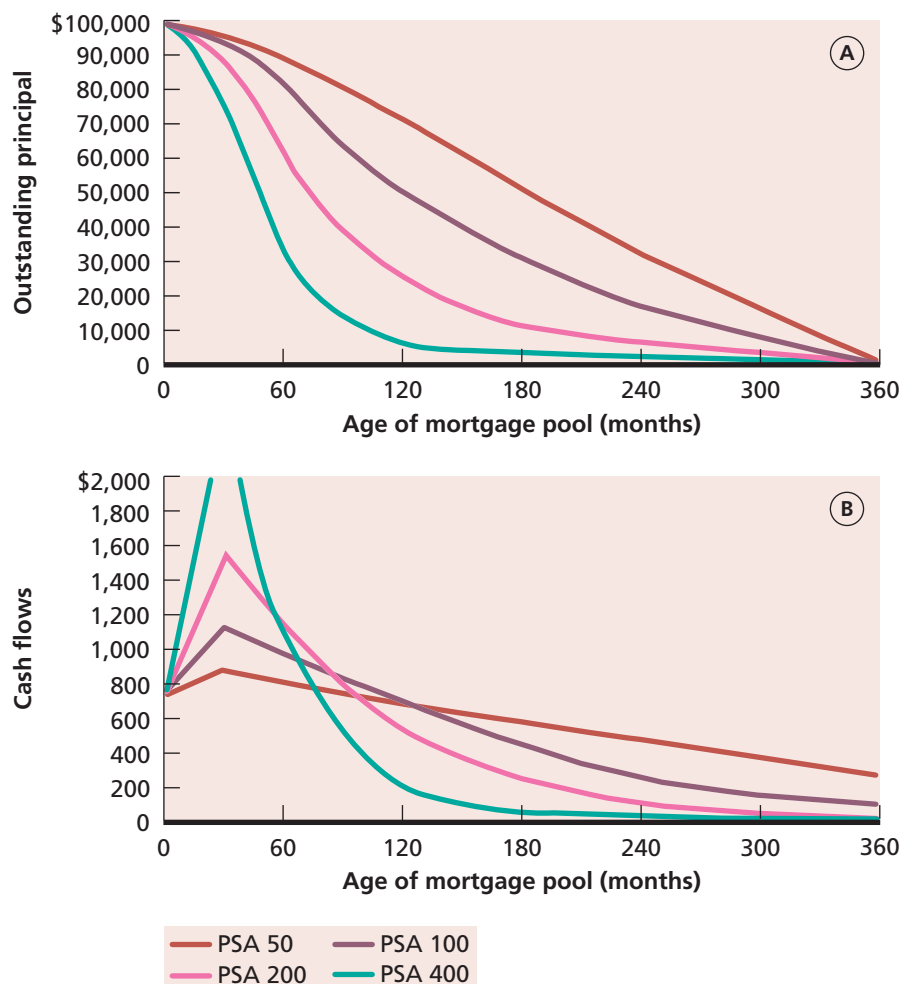 $100,000
90,000
80,000
70,000
60,000
50,000
40,000
30,000
20,000
10,000
0
Outstanding principal
A
0 60 120 180 240 300 360
Age of mortgage pool (months)
$2,000
1,800
1,600
1,400
1,200
1,000
800
600
400
200
0
Cash flows
B
0 60 120 180 240 300 360
Age of mortgage pool (months)
PSA 50 PSA 100
PSA 200 PSA 400